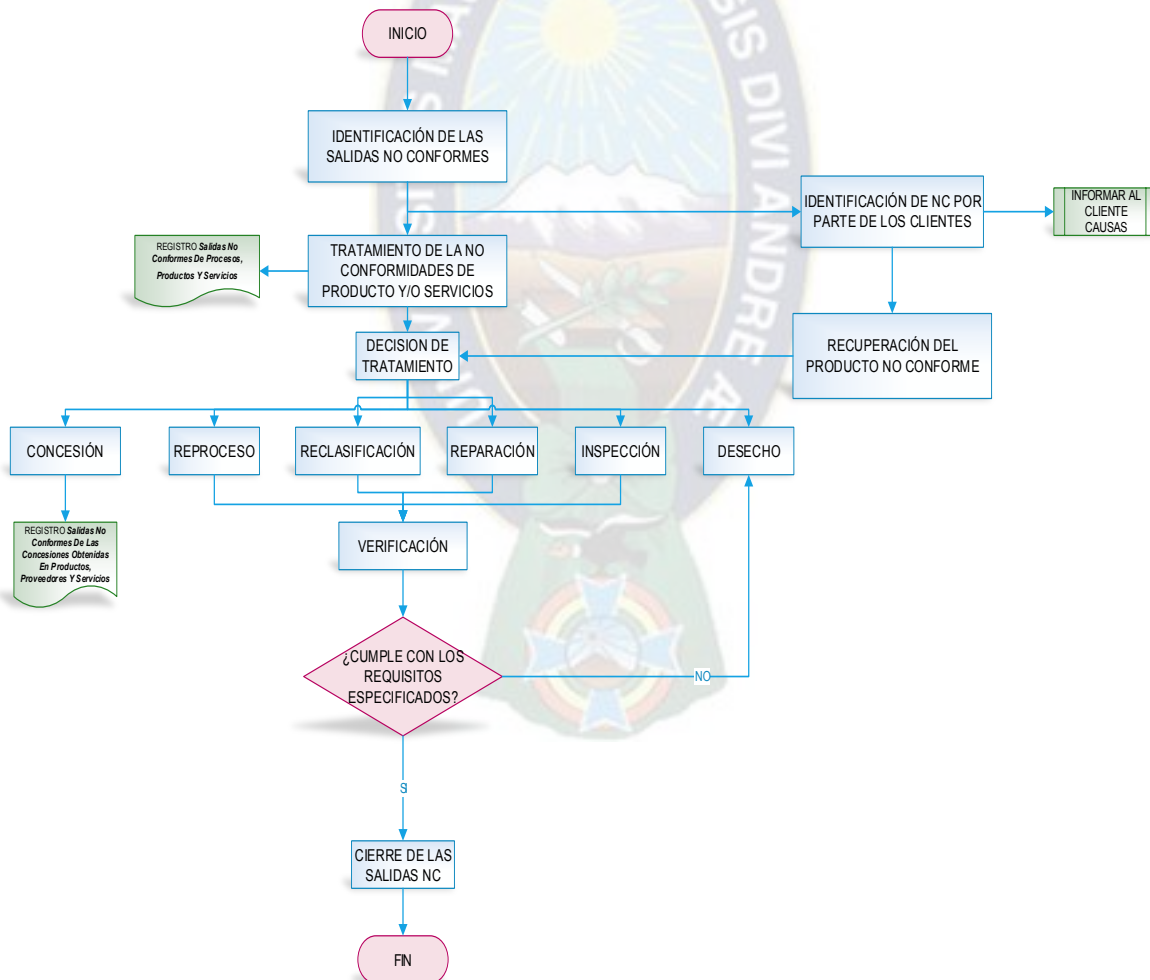 INICIO
IDENTIFICACIÓN DE LAS
SALIDAS NO CONFORMES
IDENTIFICACIÓN DE NC POR
PARTE DE LOS CLIENTES
INFORMAR AL
CLIENTE
CAUSAS
REGISTRO Salidas No
Conformes De Procesos,
Productos Y Servicios
TRATAMIENTO DE LA NO
CONFORMIDADES DE
PRODUCTO Y/O SERVICIOS
RECUPERACIÓN DEL
PRODUCTO NO CONFORME
DECISION DE
TRATAMIENTO
CONCESIÓN
REPROCESO
RECLASIFICACIÓN
REPARACIÓN
INSPECCIÓN
DESECHO
REGISTRO Salidas No
Conformes De Las
Concesiones Obtenidas
En Productos,
Proveedores Y Servicios
VERIFICACIÓN
¿CUMPLE CON LOS
REQUISITOS
ESPECIFICADOS?
NO
SI
CIERRE DE LAS
SALIDAS NC
FIN
SIS DIVI ANDRE Æ